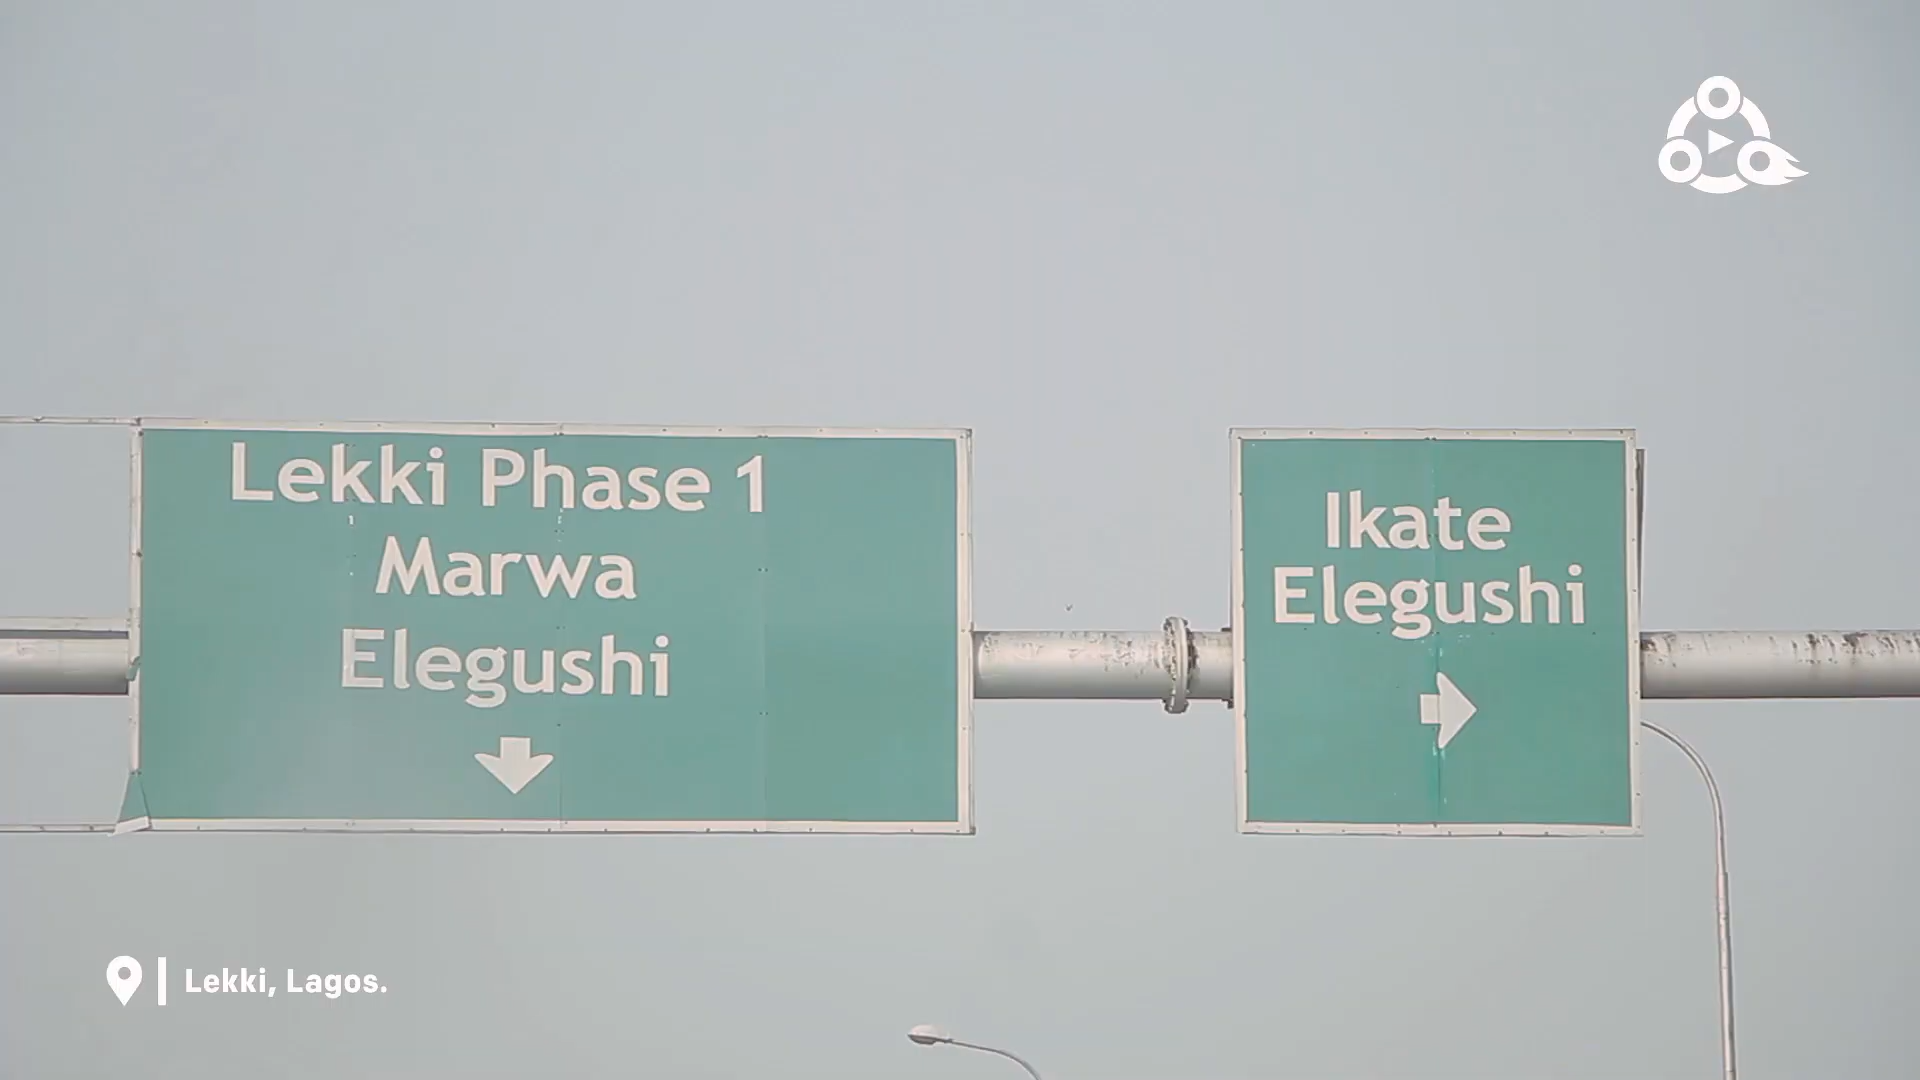 Lekki Phase 1
Marwa
Elegushi
Ikate
Elegushi
Lekki, Lagos.